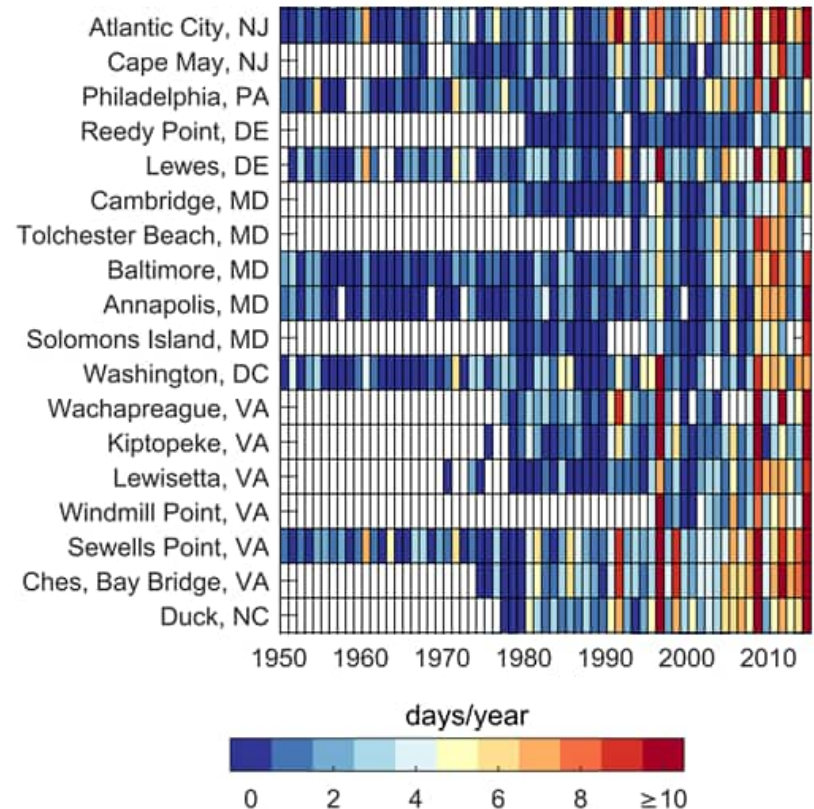 Atlantic City, NJ
Cape May, NJ
Philadelphia, PA
Reedy Point, DE
Lewes, DE
Cambridge, MD
Tolchester Beach, MD
Baltimore, MD
Annapolis, MD
Solomons Island, MD
Washington, DC
Wachapreague, VA
Kiptopeke, VA
Lewisetta, VA
Windmill Point, VA
Sewells Point, VA
Ches, Bay Bridge, VA
Duck, NC
1950 1960 1970 1980 1990 2000 2010
days/year
0 2 4 6 8 ≥10